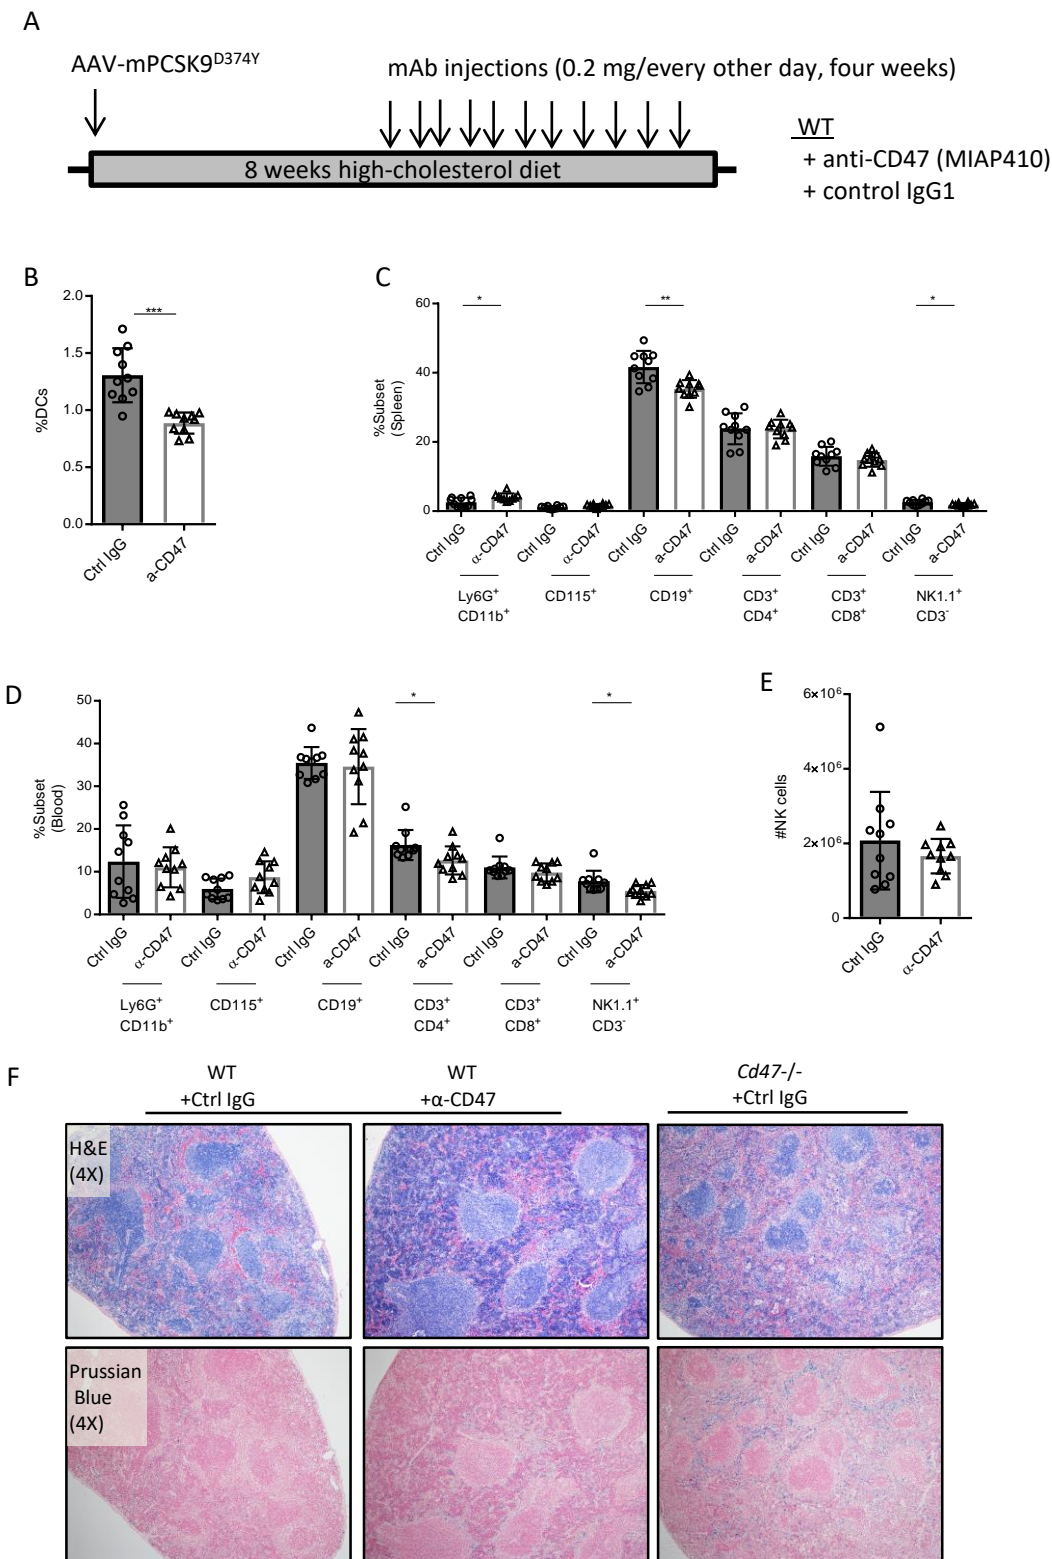 A
AAV-mPCSK9D374Y
mAb injections (0.2 mg/every other day, four weeks)
8 weeks high-cholesterol diet
WT
+ anti-CD47 (MIAP410)
+ control IgG1
B
2.0
1.5
1.0
0.5
0.0
%DCs
***
Ctrl IgG
a-CD47
C
60
40
20
0
%Subset
(Spleen)
*
**
*
Ctrl IgG
α-CD47
Ctrl IgG
α-CD47
Ctrl IgG
a-CD47
Ctrl IgG
a-CD47
Ctrl IgG
a-CD47
Ctrl IgG
a-CD47
Ly6G+
CD11b+
CD115+
CD19+
CD3+
CD4+
CD3+
CD8+
NK1.1+
CD3-
D
50
40
30
20
10
0
%Subset
(Blood)
*
*
Ctrl IgG
α-CD47
Ctrl IgG
α-CD47
Ctrl IgG
a-CD47
Ctrl IgG
a-CD47
Ctrl IgG
a-CD47
Ctrl IgG
a-CD47
Ly6G+
CD11b+
CD115+
CD19+
CD3+
CD4+
CD3+
CD8+
NK1.1+
CD3-
E
6×10⁶
4×10⁶
2×10⁶
0
#NK cells
Ctrl IgG
α-CD47
F
WT
+Ctrl IgG
WT
+α-CD47
Cd47-/-
+Ctrl IgG
H&E
(4X)
Prussian
Blue
(4X)